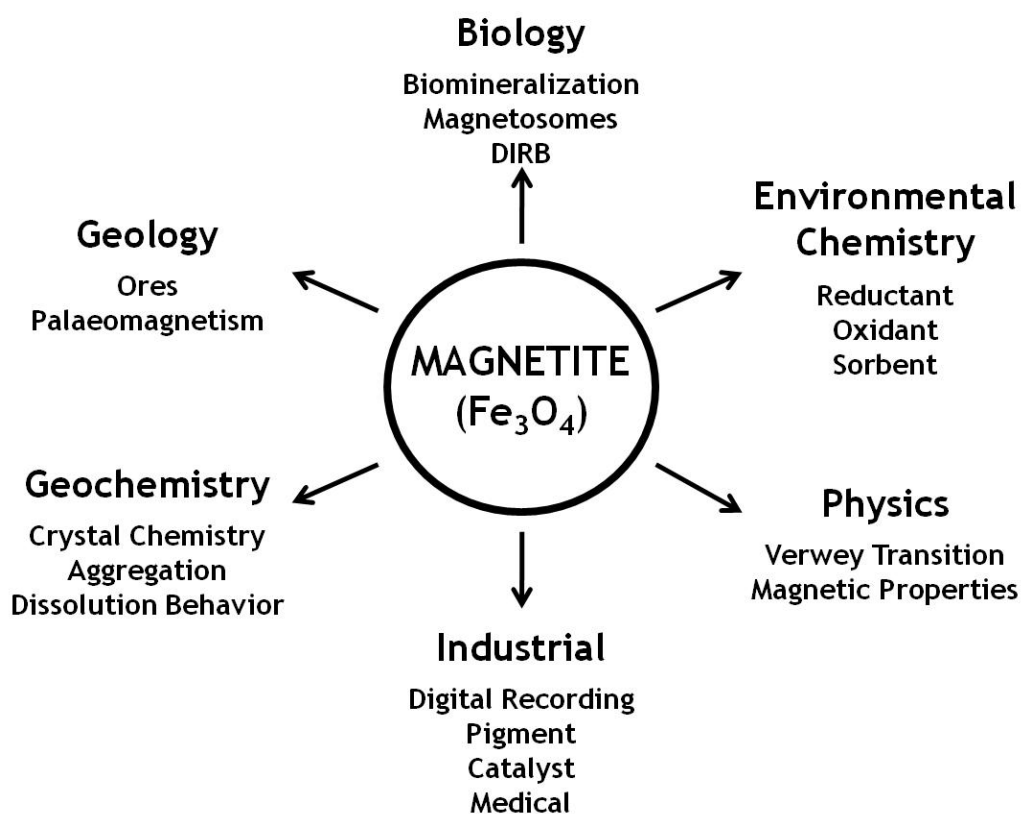 Biology
Biomineralization
Magnetosomes
DIRB
Environmental
Chemistry
Reductant
Oxidant
Sorbent
Geology
Ores
Palaeomagnetism
MAGNETITE
(Fe₃O₄)
Geochemistry
Crystal Chemistry
Aggregation
Dissolution Behavior
Physics
Verwey Transition
Magnetic Properties
Industrial
Digital Recording
Pigment
Catalyst
Medical